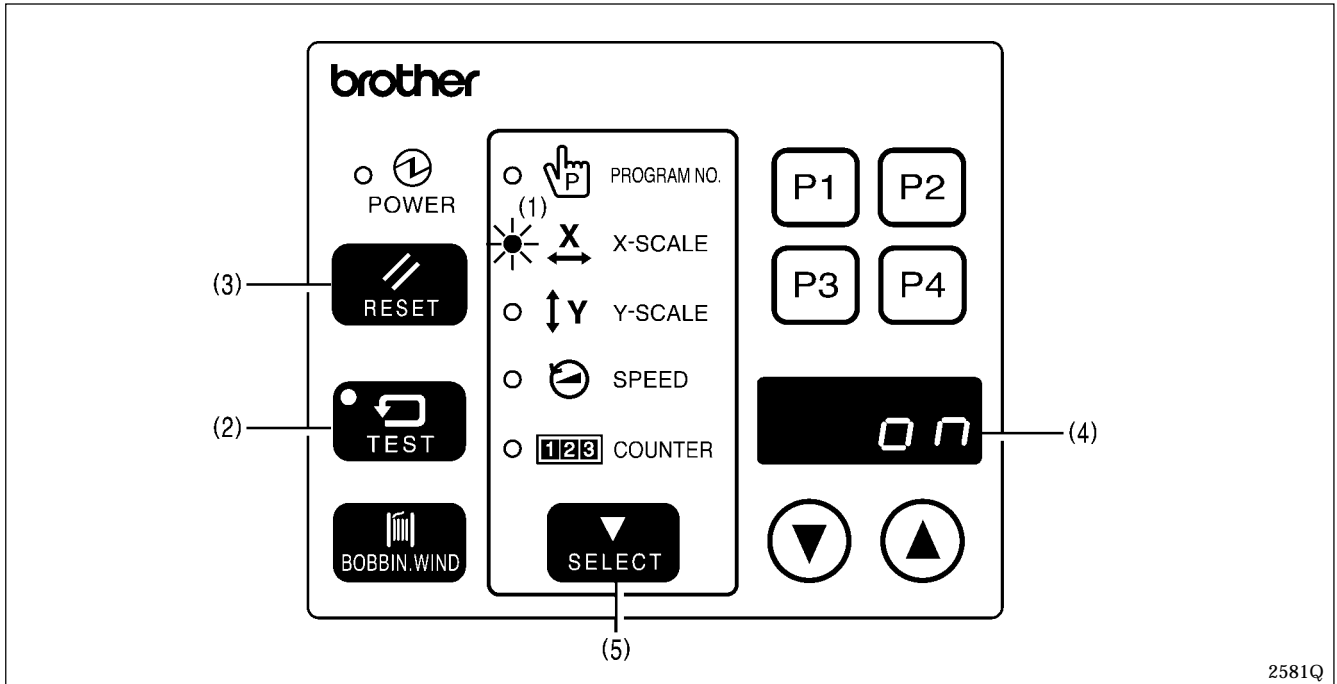 brother
POWER
(3)
RESET
(2)
TEST
BOBBIN.WIND
P
PROGRAM NO.
(1)
X
X-SCALE
Y
Y-SCALE
SPEED
123
COUNTER
SELECT
(5)
P1
P2
P3
P4
on
(4)
2581Q